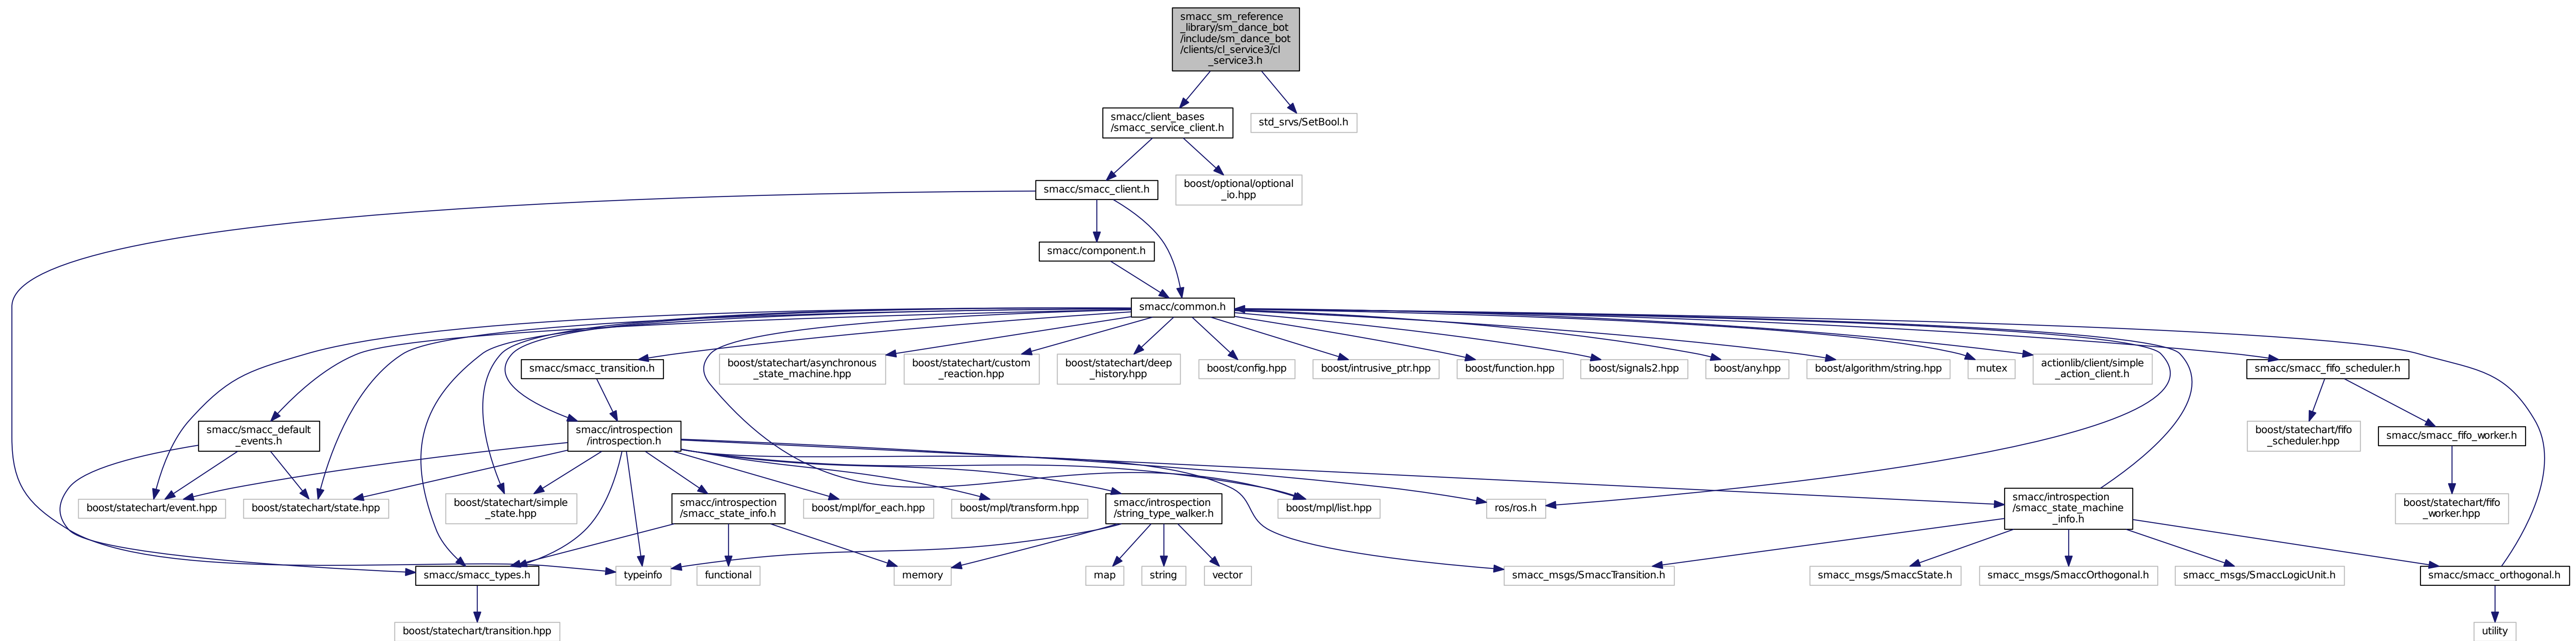 smacc_sm_reference
_library/sm_dance_bot
/include/sm_dance_bot
/clients/cl_service3/cl
_service3.h
smacc/client_bases
/smacc_service_client.h
std_srvs/SetBool.h
smacc/smacc_client.h
boost/optional/optional
_io.hpp
smacc/component.h
smacc/common.h
smacc/smacc_transition.h
boost/statechart/asynchronous
_state_machine.hpp
boost/statechart/custom
_reaction.hpp
boost/statechart/deep
_history.hpp
boost/config.hpp
boost/intrusive_ptr.hpp
boost/function.hpp
boost/signals2.hpp
boost/any.hpp
boost/algorithm/string.hpp
mutex
actionlib/client/simple
_action_client.h
smacc/smacc_fifo_scheduler.h
smacc/smacc_default
_events.h
smacc/introspection
/introspection.h
boost/statechart/fifo
_scheduler.hpp
smacc/smacc_fifo_worker.h
boost/statechart/event.hpp
boost/statechart/state.hpp
boost/statechart/simple
_state.hpp
smacc/introspection
/smacc_state_info.h
boost/mpl/for_each.hpp
boost/mpl/transform.hpp
smacc/introspection
/string_type_walker.h
boost/mpl/list.hpp
ros/ros.h
smacc/introspection
/smacc_state_machine
_info.h
boost/statechart/fifo
_worker.hpp
smacc/smacc_types.h
typeinfo
functional
memory
map
string
vector
smacc_msgs/SmaccTransition.h
smacc_msgs/SmaccState.h
smacc_msgs/SmaccOrthogonal.h
smacc_msgs/SmaccLogicUnit.h
smacc/smacc_orthogonal.h
boost/statechart/transition.hpp
utility